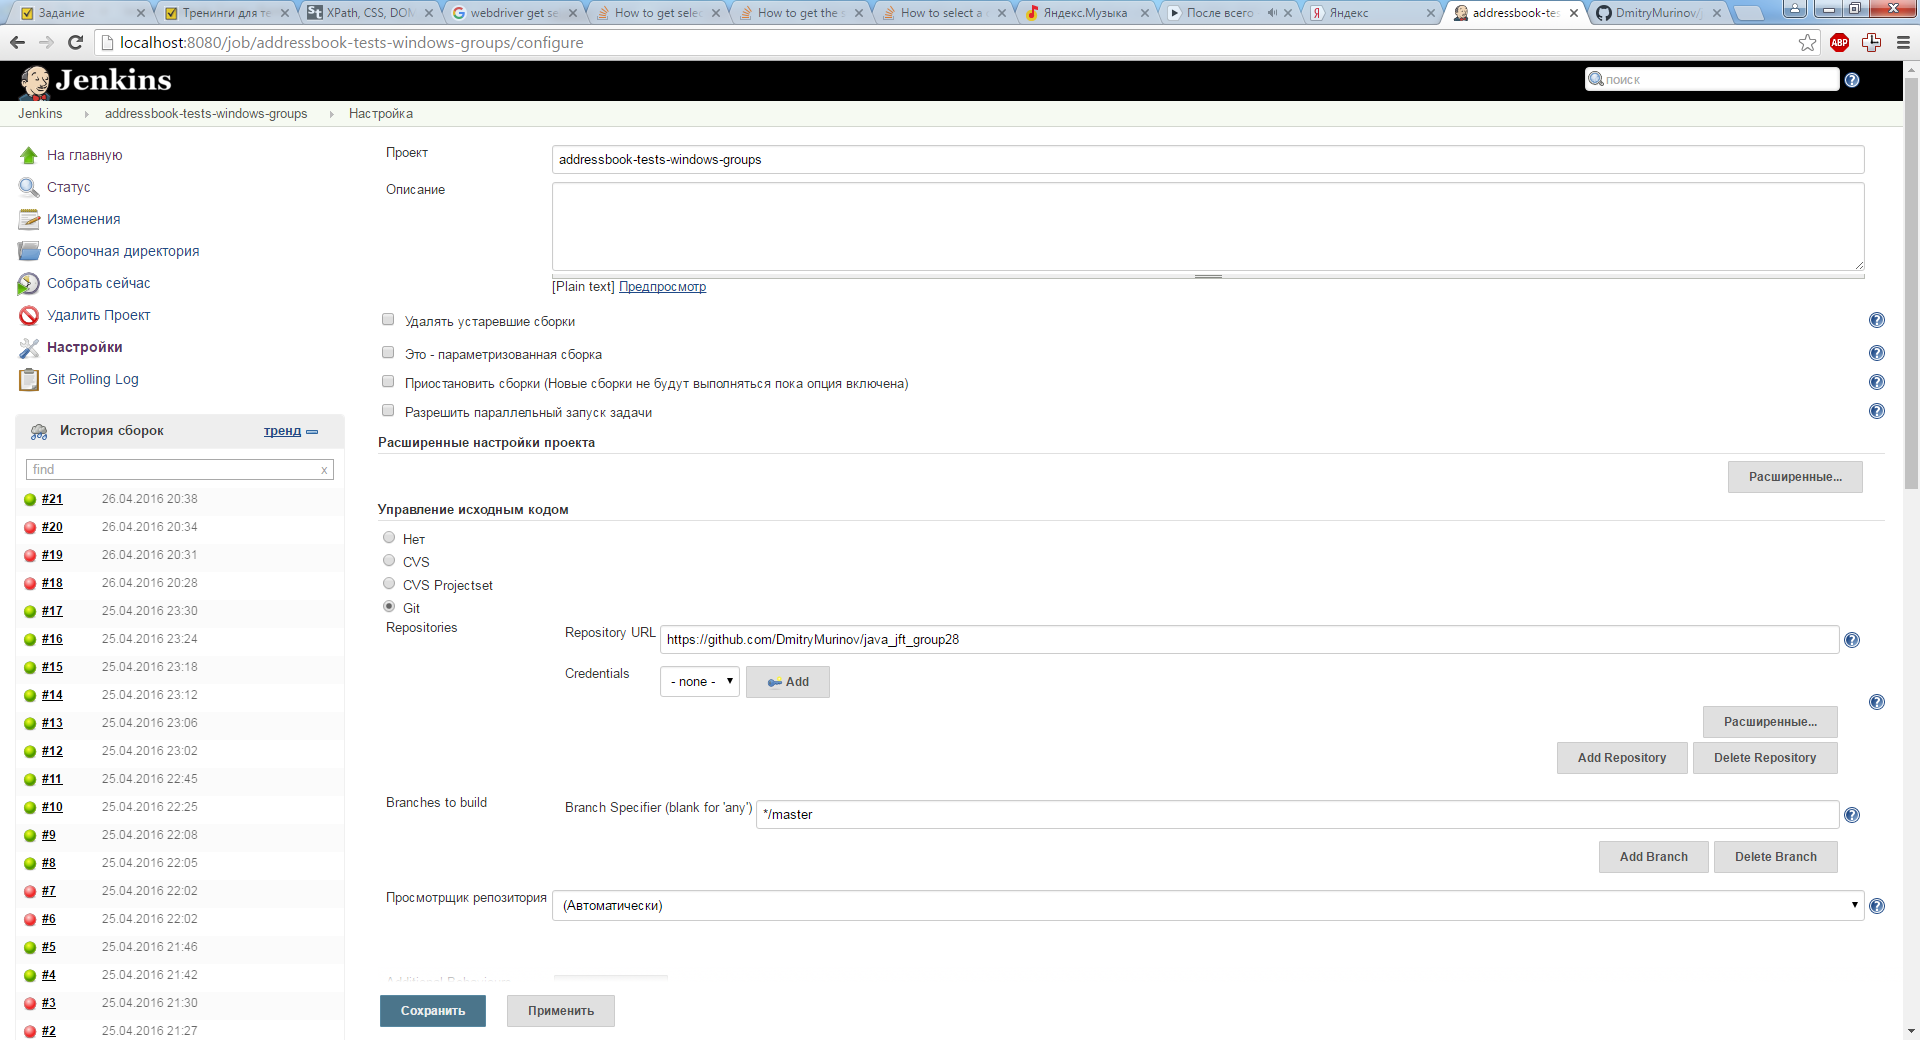 Задание
Тренинги для те
XPath, CSS, DOM
webdriver get se
How to get selec
How to get the s
How to select a
Яндекс.Музыка
После всего
Яндекс
addressbook-tes
DmitryMurinov/
localhost:8080/job/addressbook-tests-windows-groups/configure
ABP
Jenkins
поиск
Jenkins
addressbook-tests-windows-groups
Настройка
На главную
Статус
Изменения
Сборочная директория
Собрать сейчас
Удалить Проект
Настройки
Git Polling Log
История сборок
тренд
find
x
#21 26.04.2016 20:38
#20 26.04.2016 20:34
#19 26.04.2016 20:31
#18 26.04.2016 20:28
#17 25.04.2016 23:30
#16 25.04.2016 23:24
#15 25.04.2016 23:18
#14 25.04.2016 23:12
#13 25.04.2016 23:06
#12 25.04.2016 23:02
#11 25.04.2016 22:45
#10 25.04.2016 22:25
#9 25.04.2016 22:08
#8 25.04.2016 22:05
#7 25.04.2016 22:02
#6 25.04.2016 22:02
#5 25.04.2016 21:46
#4 25.04.2016 21:42
#3 25.04.2016 21:30
#2 25.04.2016 21:27
Проект
addressbook-tests-windows-groups
Описание
[Plain text] Предпросмотр
Удалять устаревшие сборки
Это - параметризованная сборка
Приостановить сборки (Новые сборки не будут выполняться пока опция включена)
Разрешить параллельный запуск задачи
Расширенные настройки проекта
Расширенные...
Управление исходным кодом
Нет
CVS
CVS Projectset
Git
Repositories
Repository URL
https://github.com/DmitryMurinov/java_jft_group28
Credentials
- none -
Add
Расширенные...
Add Repository
Delete Repository
Branches to build
Branch Specifier (blank for 'any')
*/master
Add Branch
Delete Branch
Просмотрщик репозитория
(Автоматически)
Сохранить
Применить